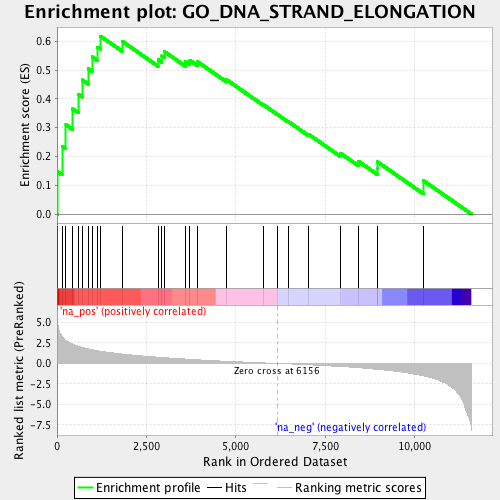 Enrichment plot: GO_DNA_STRAND_ELONGATION
Enrichment score (ES)
0.6
0.5
0.4
0.3
0.2
0.1
0.0
'na_pos' (positively correlated)
Ranked list metric (PreRanked)
5.0
2.5
0.0
-2.5
-5.0
-7.5
Zero cross at 6156
'na_neg' (negatively correlated)
0
2,500
5,000
7,500
10,000
Rank in Ordered Dataset
Enrichment profile
Hits
Ranking metric scores